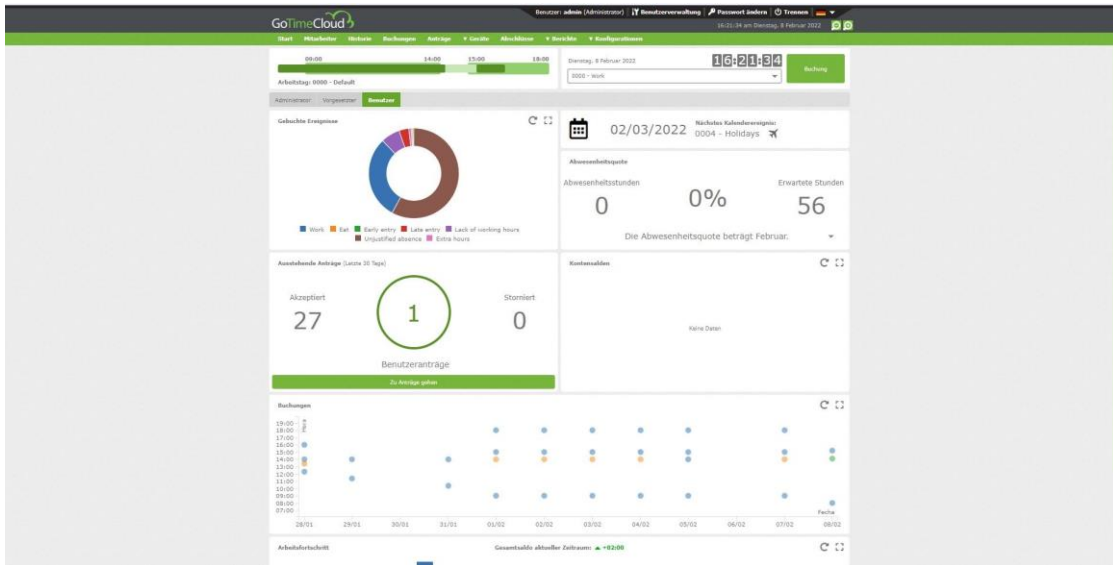 Benutzer: admin (Administrator) Benutzerverwaltung Passwort ändern Trennen
GoTimeCloud
16:21:34 am Dienstag, 8 Februar 2022
Start Mitarbeiter Historie Buchungen Anträge Geräte Abschlüsse Berichte Konfigurationen
09:00 14:00 15:00 18:00
Arbeitstag: 0000 - Default
Dienstag, 8 Februar 2022
16:21:34
0000 - Work
Buchung
Administrator Vorgesetzter Benutzer
Gebuchte Ereignisse
Work Eat Early entry Late entry Lack of working hours
Unjustified absence Extra hours
02/03/2022
Nächstes Kalenderereignis:
0004 - Holidays
Abwesenheitsquote
Abwesenheitsstunden
0
0%
Erwartete Stunden
56
Die Abwesenheitsquote beträgt Februar.
Ausstehende Anträge (Letzte 30 Tage)
Akzeptiert
27
1
Storniert
0
Benutzeranträge
Zu Anträge gehen
Kontensalden
Keine Daten
Buchungen
Hora
19:00
18:00
17:00
16:00
15:00
14:00
13:00
12:00
11:00
10:00
09:00
08:00
07:00
Fecha
28/01 29/01 30/01 31/01 01/02 02/02 03/02 04/02 05/02 06/02 07/02 08/02
Arbeitsfortschritt
Gesamtsaldo aktueller Zeitraum: +02:00